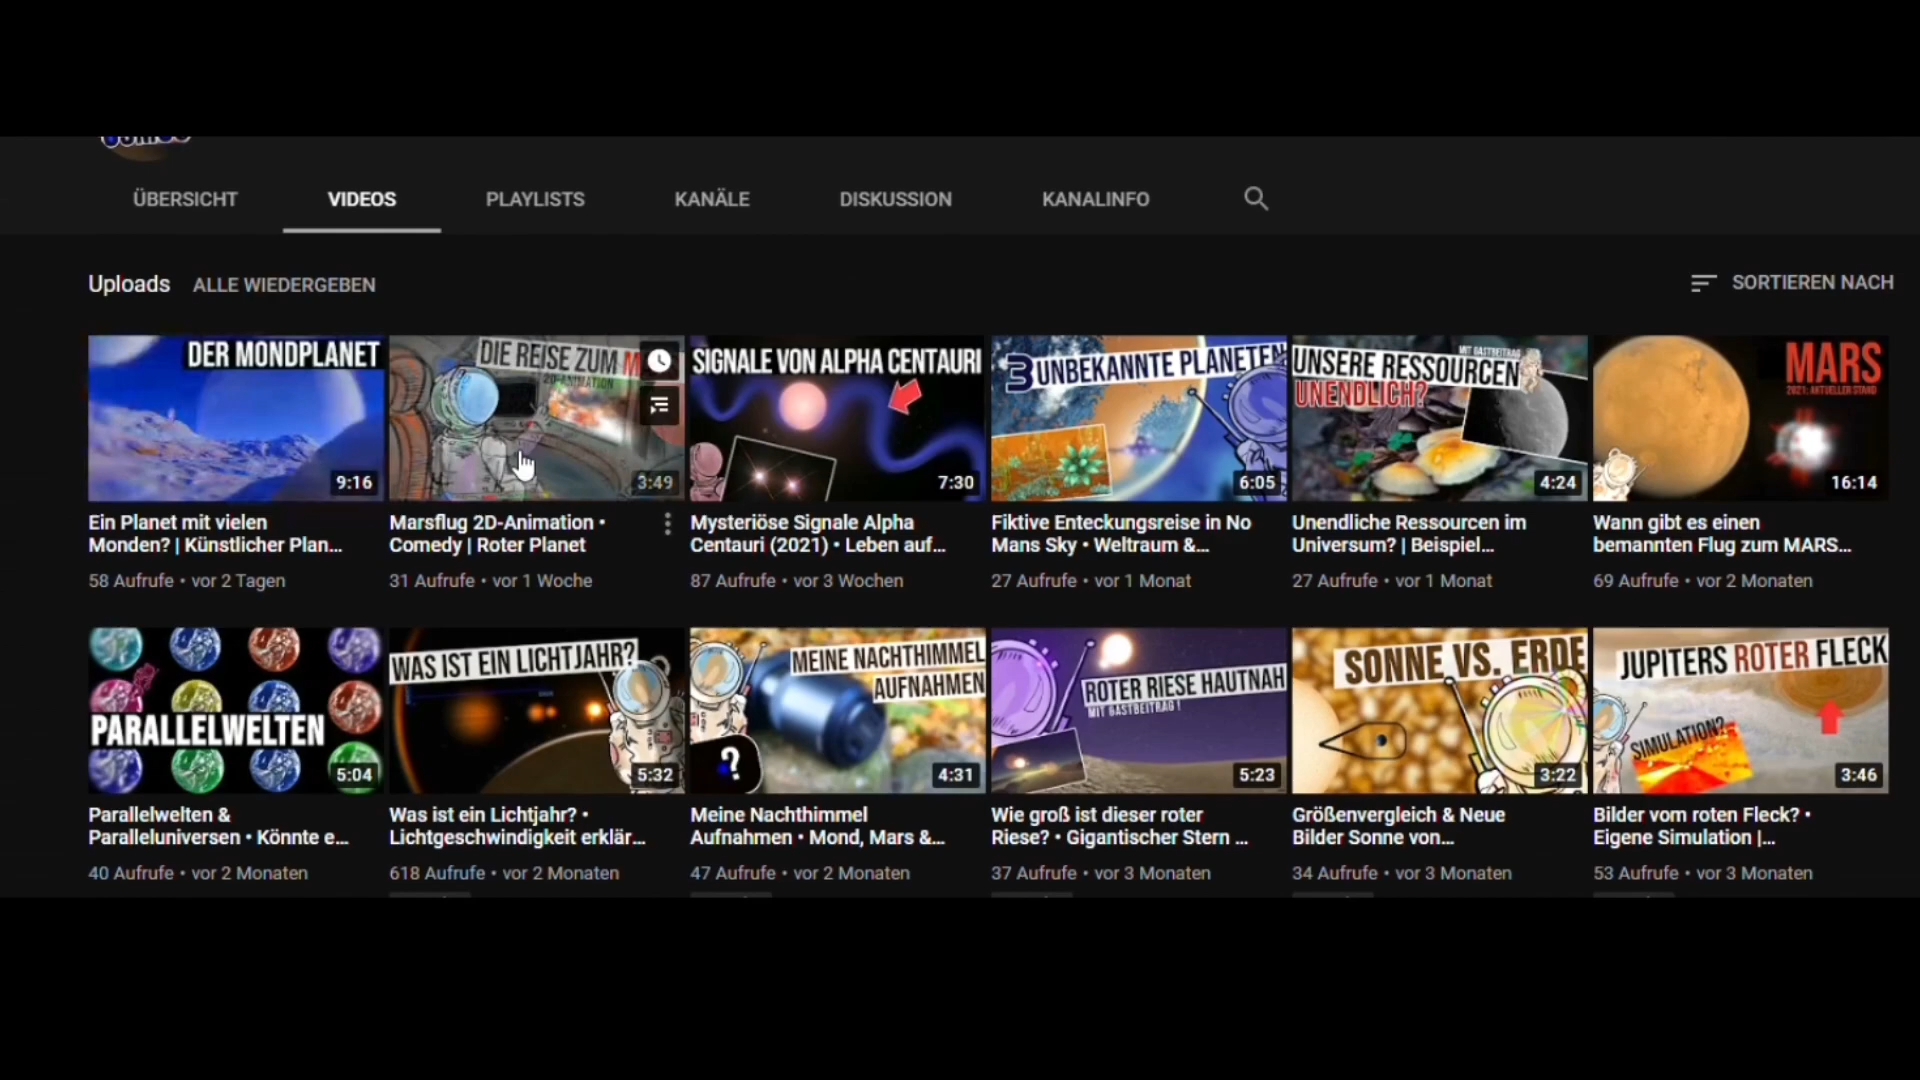 ÜBERSICHT
VIDEOS
PLAYLISTS
KANÄLE
DISKUSSION
KANALINFO
Uploads
ALLE WIEDERGEBEN
SORTIEREN NACH
DER MONDPLANET
9:16
DIE REISE ZUM M
2D-ANIMATION
3:49
SIGNALE VON ALPHA CENTAURI
7:30
3 UNBEKANNTE PLANETEN
6:05
MIT GASTBEITRAG
UNSERE RESSOURCEN
UNENDLICH?
4:24
MARS
2021: AKTUELLER STAND
16:14
Ein Planet mit vielen
Monden? | Künstlicher Plan...
58 Aufrufe • vor 2 Tagen
Marsflug 2D-Animation •
Comedy | Roter Planet
31 Aufrufe • vor 1 Woche
Mysteriöse Signale Alpha
Centauri (2021) • Leben auf...
87 Aufrufe • vor 3 Wochen
Fiktive Enteckungsreise in No
Mans Sky • Weltraum &...
27 Aufrufe • vor 1 Monat
Unendliche Ressourcen im
Universum? | Beispiel...
27 Aufrufe • vor 1 Monat
Wann gibt es einen
bemannten Flug zum MARS...
69 Aufrufe • vor 2 Monaten
PARALLELWELTEN
5:04
WAS IST EIN LICHTJAHR?
5:32
MEINE NACHTHIMMEL
AUFNAHMEN
?
4:31
ROTER RIESE HAUTNAH
MIT GASTBEITRAG !
5:23
SONNE VS. ERDE
3:22
JUPITERS ROTER FLECK
SIMULATION?
3:46
Parallelwelten &
Paralleluniversen • Könnte e...
40 Aufrufe • vor 2 Monaten
Was ist ein Lichtjahr? •
Lichtgeschwindigkeit erklär...
618 Aufrufe • vor 2 Monaten
Meine Nachthimmel
Aufnahmen • Mond, Mars &...
47 Aufrufe • vor 2 Monaten
Wie groß ist dieser roter
Riese? • Gigantischer Stern ...
37 Aufrufe • vor 3 Monaten
Größenvergleich & Neue
Bilder Sonne von...
34 Aufrufe • vor 3 Monaten
Bilder vom roten Fleck? •
Eigene Simulation |...
53 Aufrufe • vor 3 Monaten